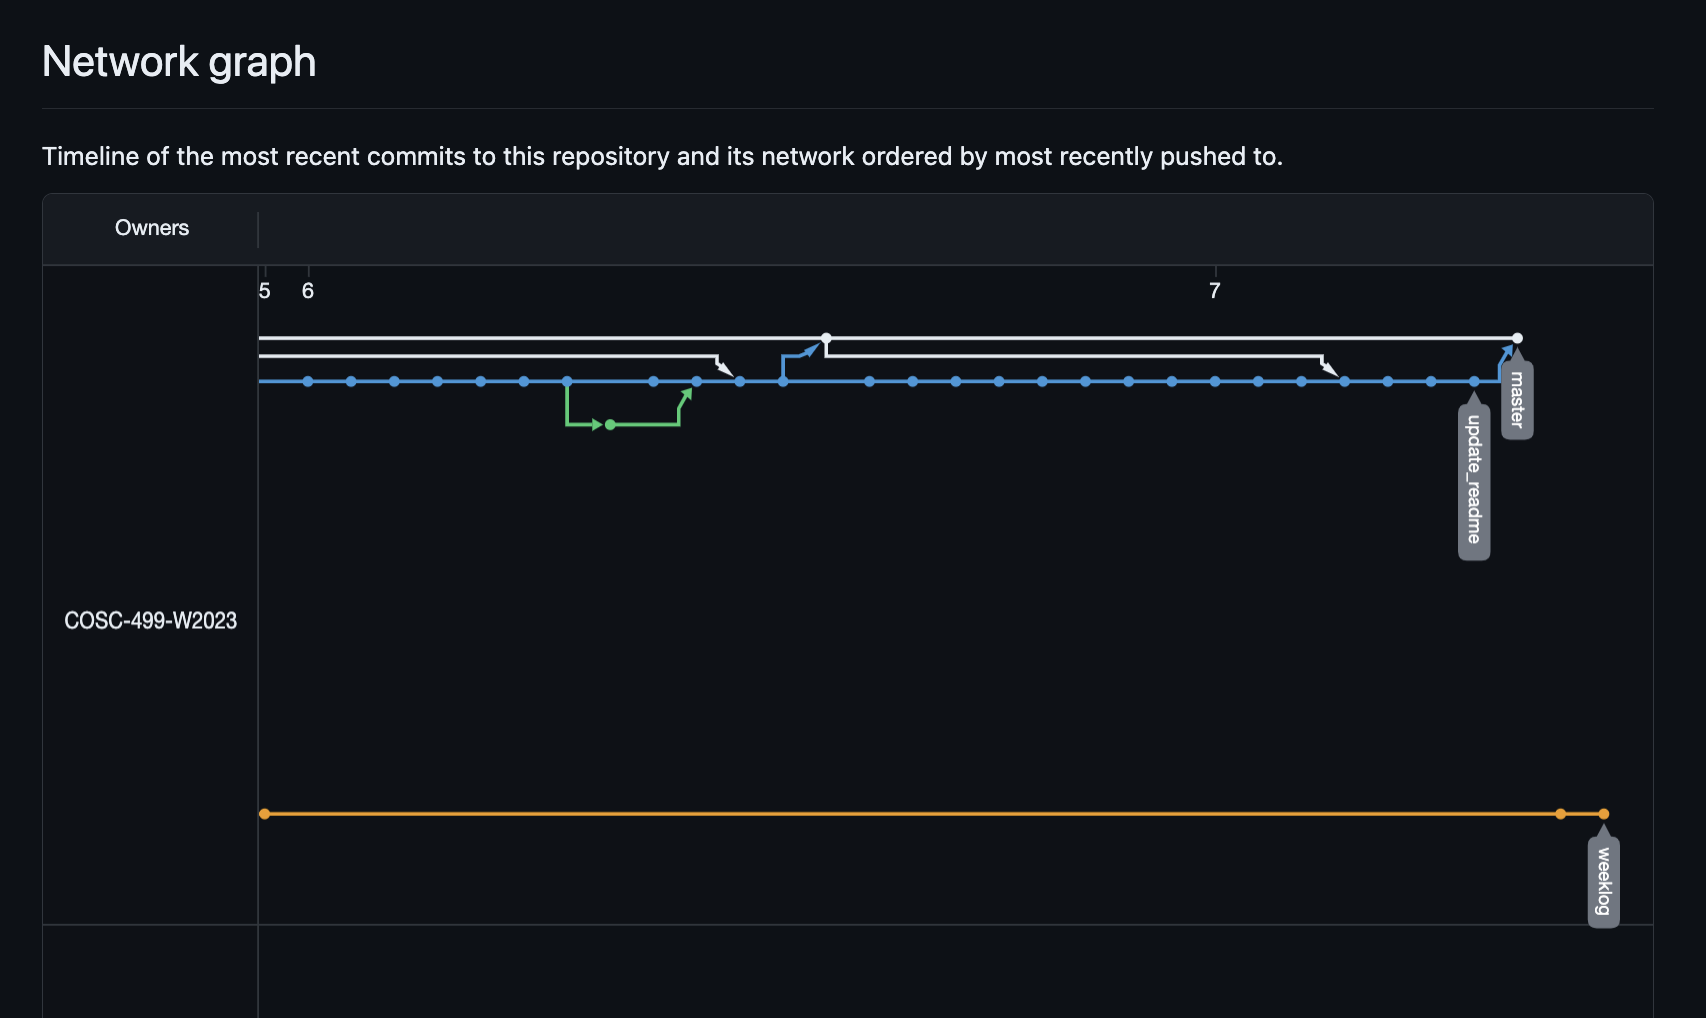 Network graph
Timeline of the most recent commits to this repository and its network ordered by most recently pushed to.
Owners
5 6 7
master
update_readme
COSC-499-W2023
weeklog